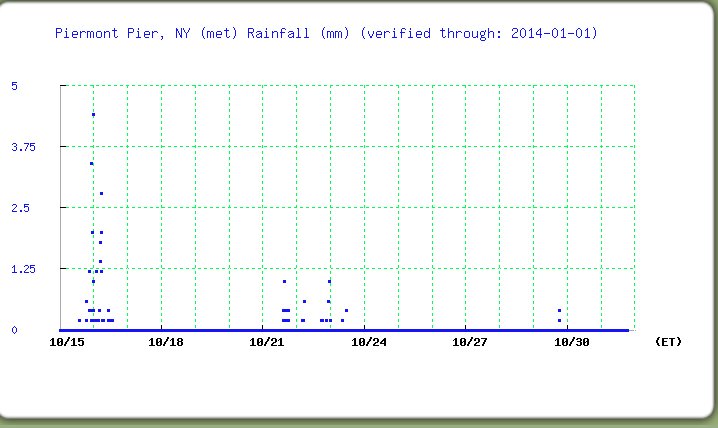 Piermont Pier, NY (met) Rainfall (mm) (verified through: 2014-01-01)
5
3.75
2.5
1.25
0
10/15 10/18 10/21 10/24 10/27 10/30 (ET)